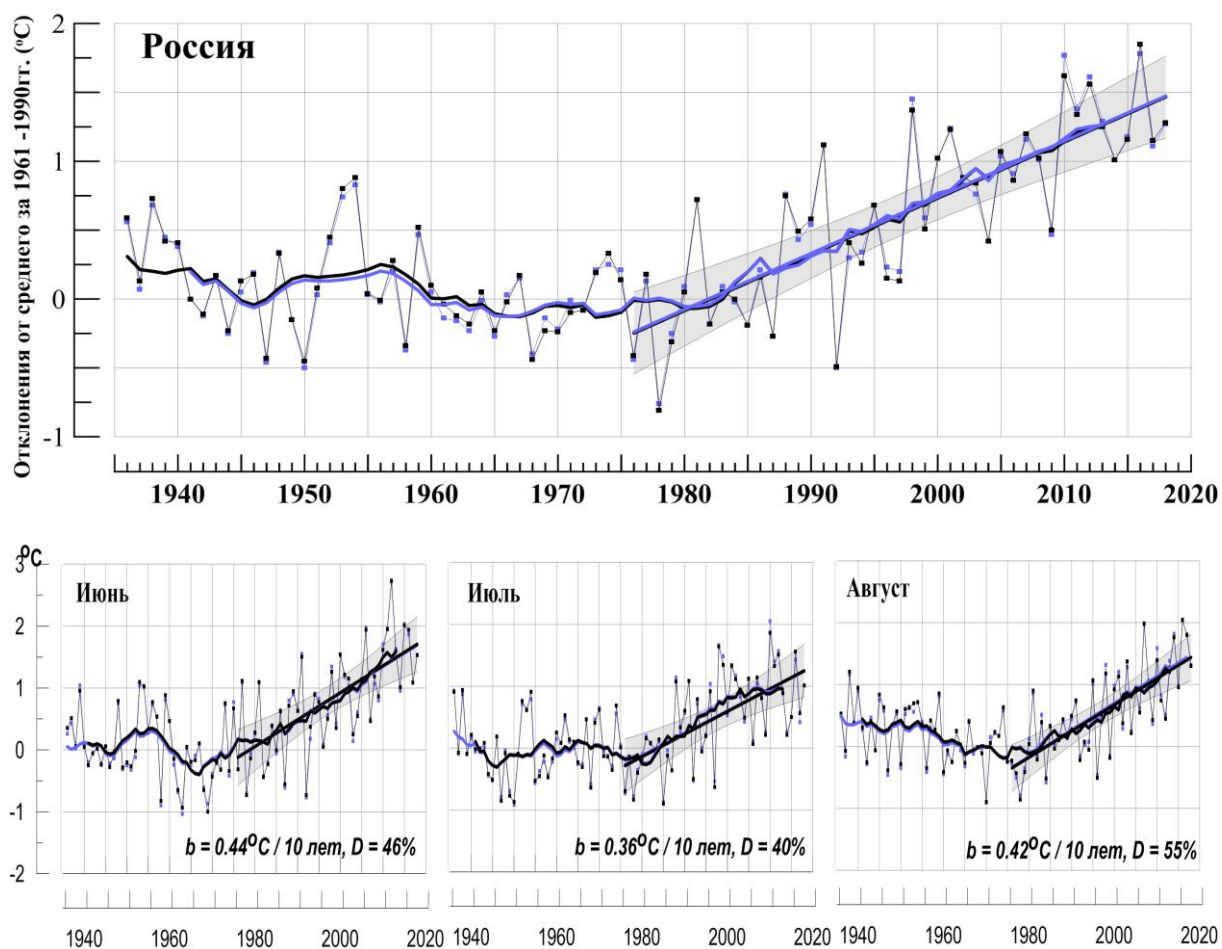 Отклонения от среднего за 1961 -1990гг. (°C)
Россия
2
1
0
-1
1940 1950 1960 1970 1980 1990 2000 2010 2020
°C
3
2
1
0
-1
-2
Июнь
b = 0.44°C / 10 лет, D = 46%
1940 1960 1980 2000 2020
Июль
b = 0.36°C / 10 лет, D = 40%
1940 1960 1980 2000 2020
Август
b = 0.42°C / 10 лет, D = 55%
1940 1960 1980 2000 2020